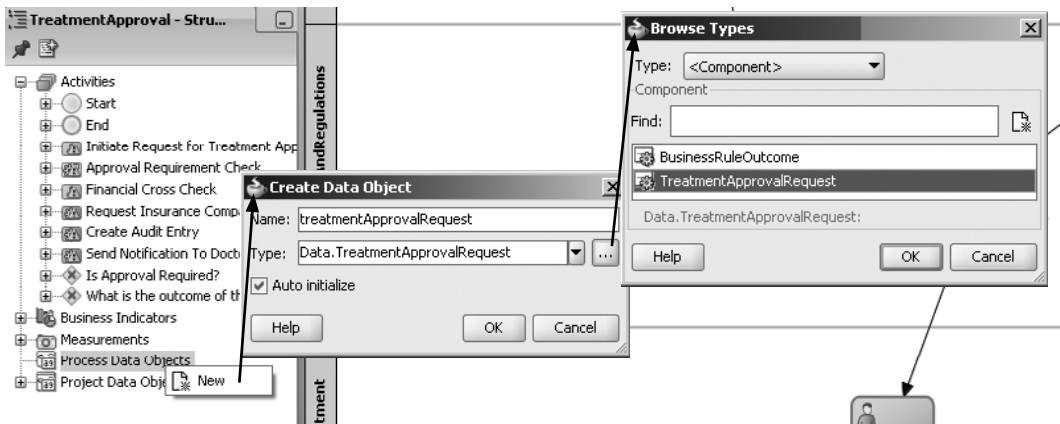 TreatmentApproval - Stru...
Activities
Start
End
Initiate Request for Treatment App
Approval Requirement Check
Financial Cross Check
Request Insurance Comp
Create Audit Entry
Send Notification To Doct
Is Approval Required?
What is the outcome of th
Business Indicators
Measurements
Process Data Objects
Project Data Obje
New
ndRegulations
tment
Create Data Object
Name: treatmentApprovalRequest
Type: Data.TreatmentApprovalRequest ...
Auto initialize
Help OK Cancel
Browse Types
Type: <Component>
Component
Find:
BusinessRuleOutcome
TreatmentApprovalRequest
Data.TreatmentApprovalRequest:
Help OK Cancel